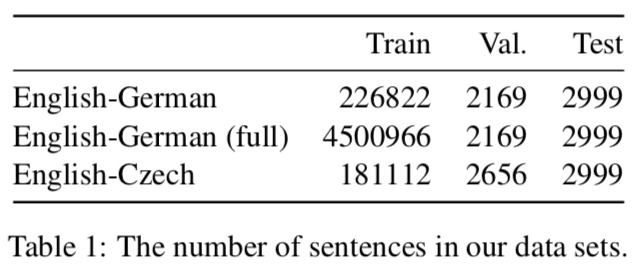 Train Val. Test
English-German 226822 2169 2999
English-German (full) 4500966 2169 2999
English-Czech 181112 2656 2999
Table 1: The number of sentences in our data sets.